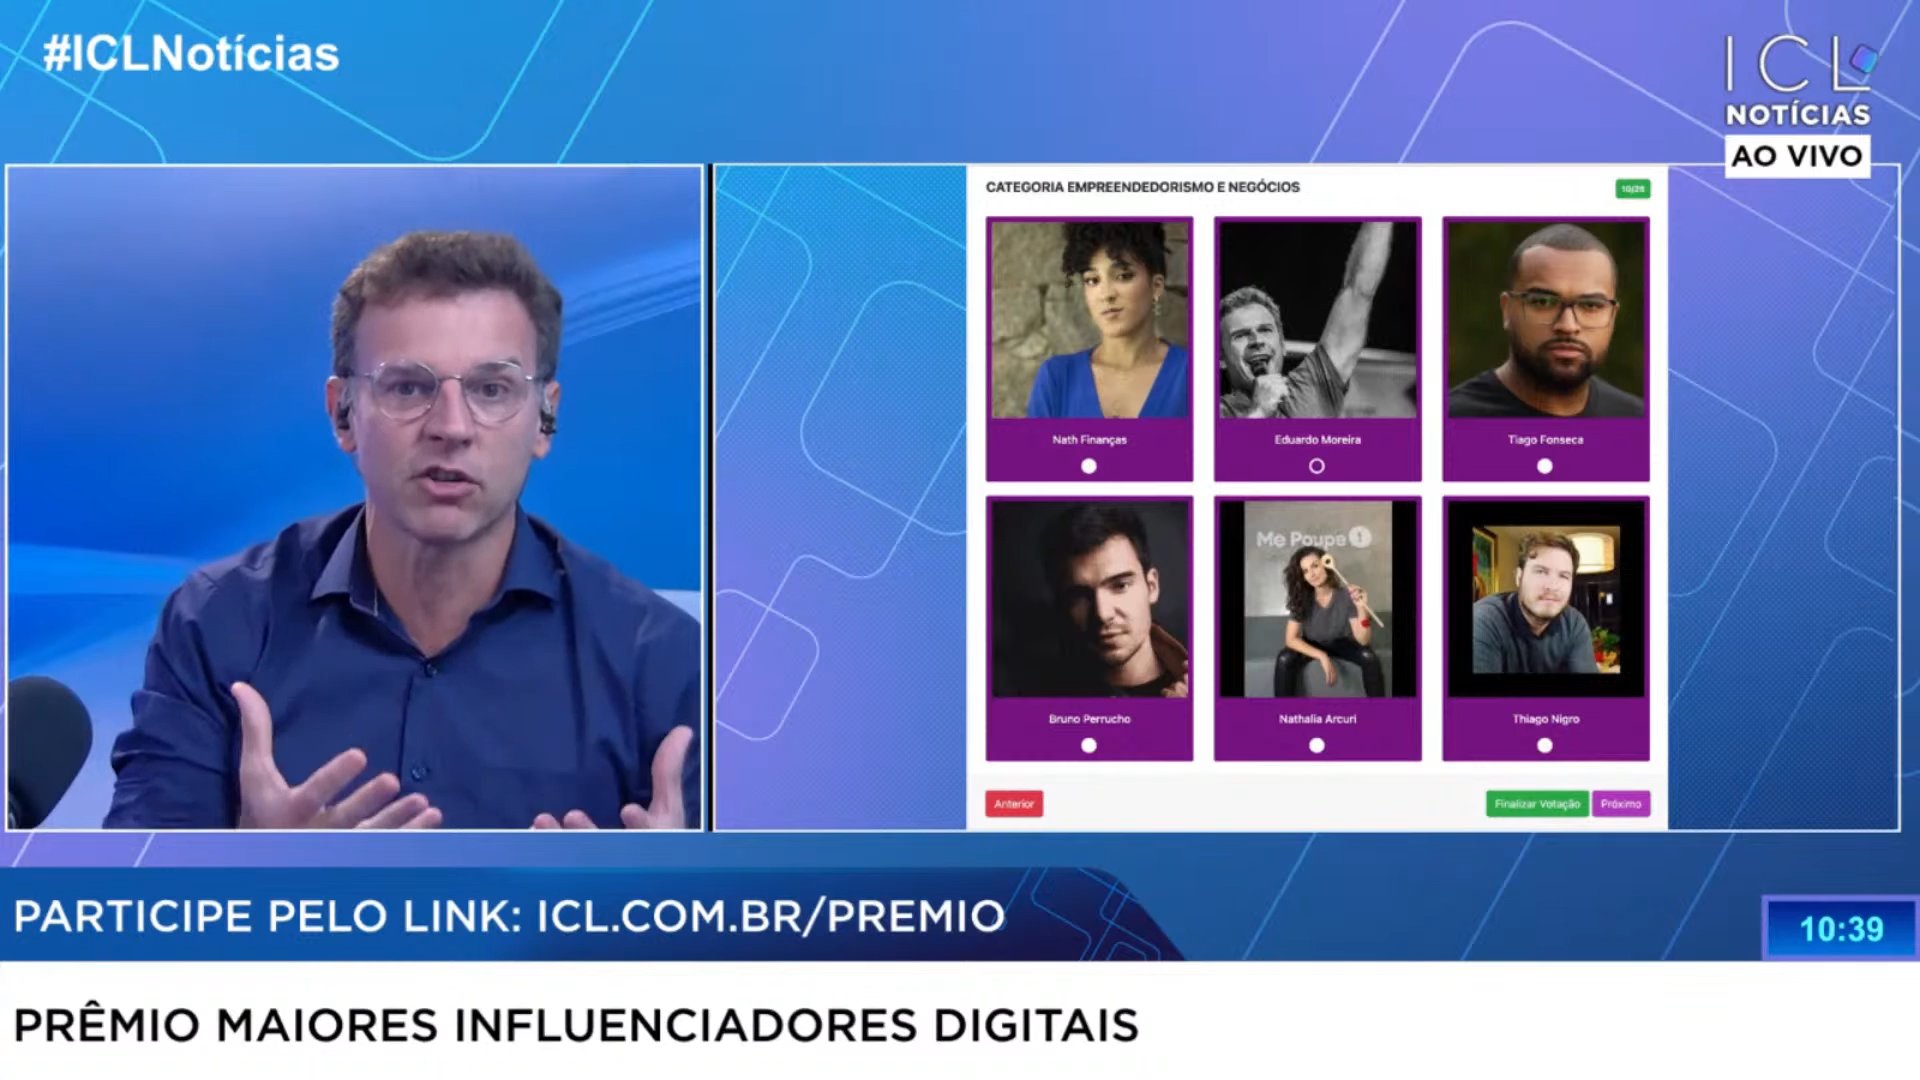 #ICLNotícias
ICL
NOTÍCIAS
AO VIVO
CATEGORIA EMPREENDEDORISMO E NEGÓCIOS
10/26
Nath Finanças
Eduardo Moreira
Tiago Fonseca
Me Poupe !
Bruno Perrucho
Nathalia Arcuri
Thiago Nigro
Anterior
Finalizar Votação
Próximo
PARTICIPE PELO LINK: ICL.COM.BR/PREMIO
10:39
PRÊMIO MAIORES INFLUENCIADORES DIGITAIS